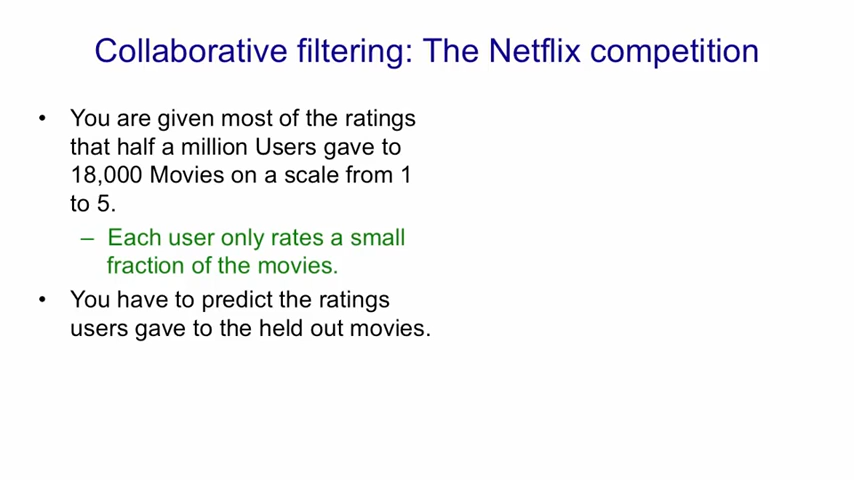 Collaborative filtering: The Netflix competition
• You are given most of the ratings
that half a million Users gave to
18,000 Movies on a scale from 1
to 5.
– Each user only rates a small
fraction of the movies.
• You have to predict the ratings
users gave to the held out movies.